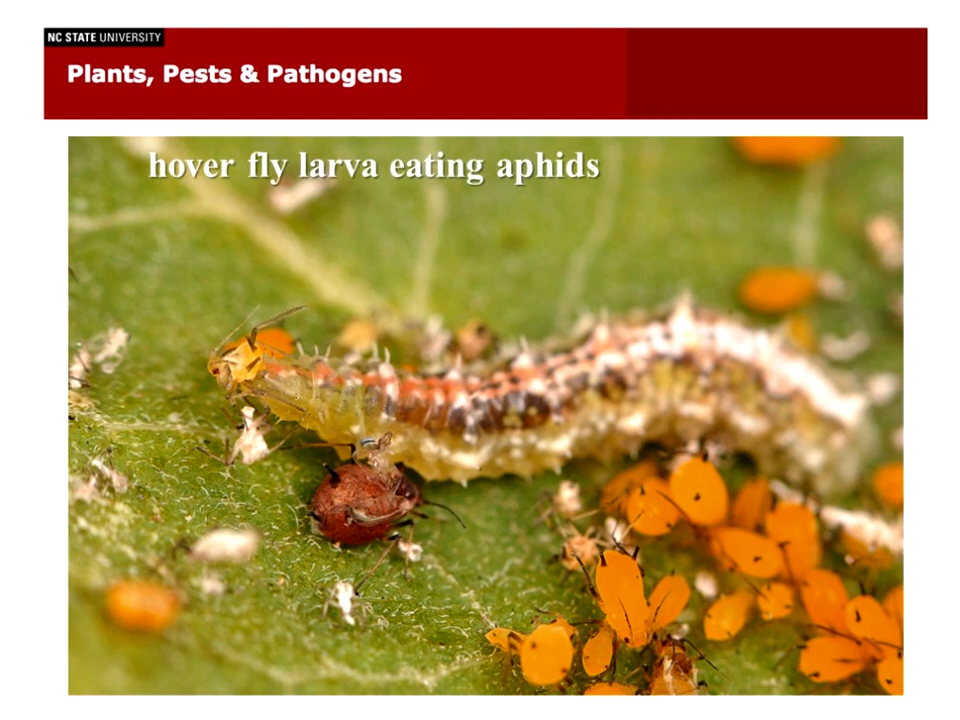 NC STATE UNIVERSITY
Plants, Pests & Pathogens
hover fly larva eating aphids